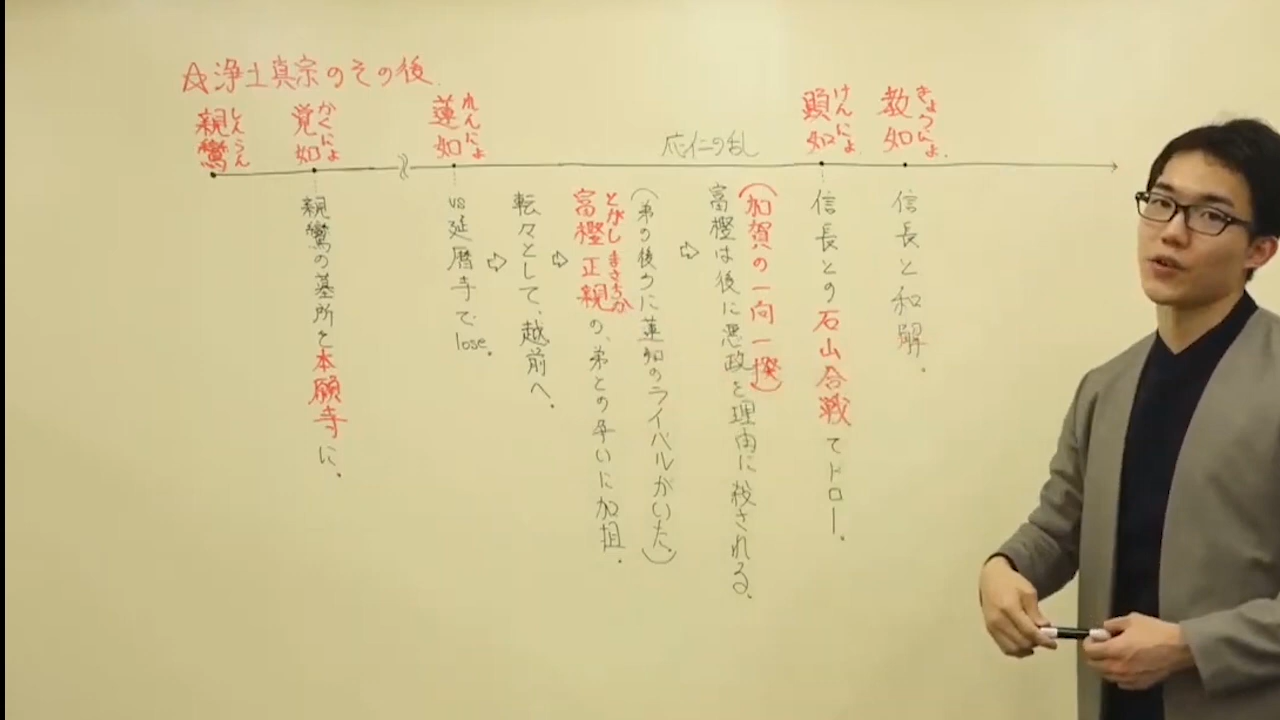 ☆浄土真宗のその後
親鸞 しんらん
覚如 かくにょ
蓮如 れんにょ
応仁の乱
顕如 けんにょ
教如 きょうにょ
親鸞の墓所を本願寺に。
vs延暦寺でlose.
⇨
転々として、越前へ。
⇨
富樫正親の、弟との争いに加担。
とがしまさちか
(弟の後ろに蓮如のライバルがいた。)
⇨
富樫は後に悪政を理由に殺される。
(加賀の一向一揆)
信長との石山合戦でドロー。
信長と和解。